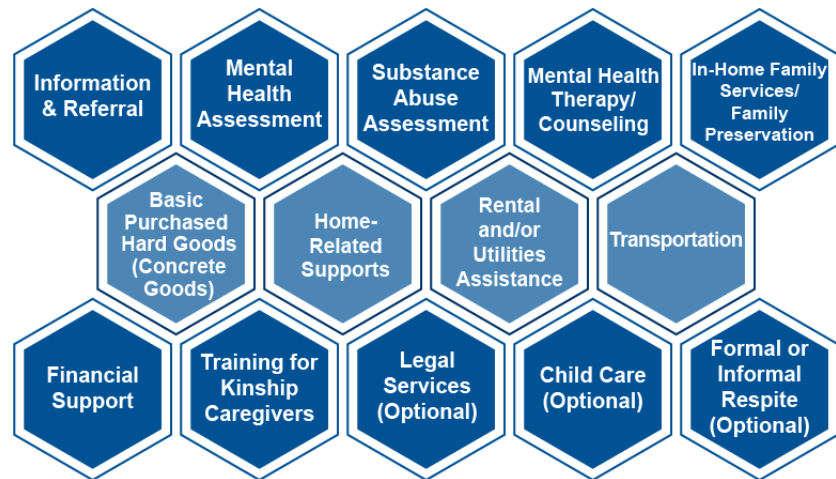 Information
& Referral
Mental
Health
Assessment
Substance
Abuse
Assessment
Mental Health
Therapy/
Counseling
In-Home Family
Services/
Family
Preservation
Basic
Purchased
Hard Goods
(Concrete
Goods)
Home-
Related
Supports
Rental
and/or
Utilities
Assistance
Transportation
Financial
Support
Training for
Kinship
Caregivers
Legal
Services
(Optional)
Child Care
(Optional)
Formal or
Informal
Respite
(Optional)